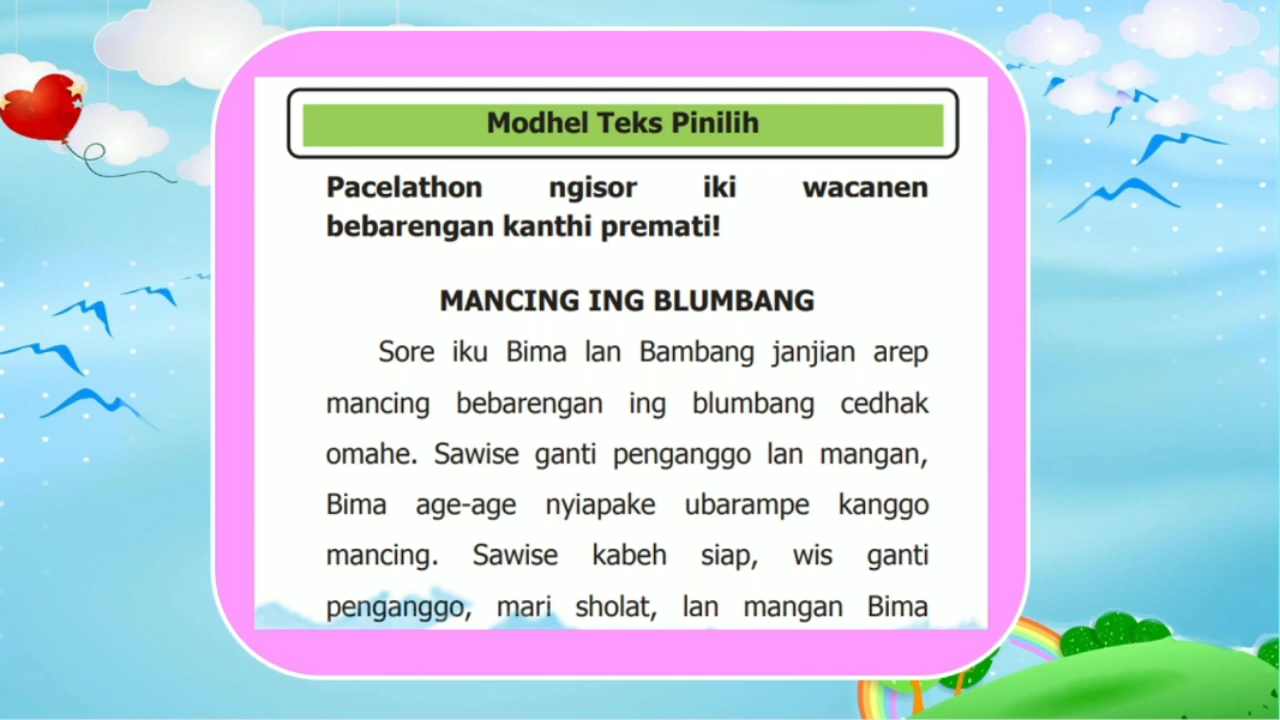 Modhel Teks Pinilih
Pacelathon ngisor iki wacanen
bebarengan kanthi premati!
MANCING ING BLUMBANG
Sore iku Bima lan Bambang janjian arep
mancing bebarengan ing blumbang cedhak
omahe. Sawise ganti penganggo lan mangan,
Bima age-age nyiapake ubarampe kanggo
mancing. Sawise kabeh siap, wis ganti
penganggo, mari sholat, lan mangan Bima